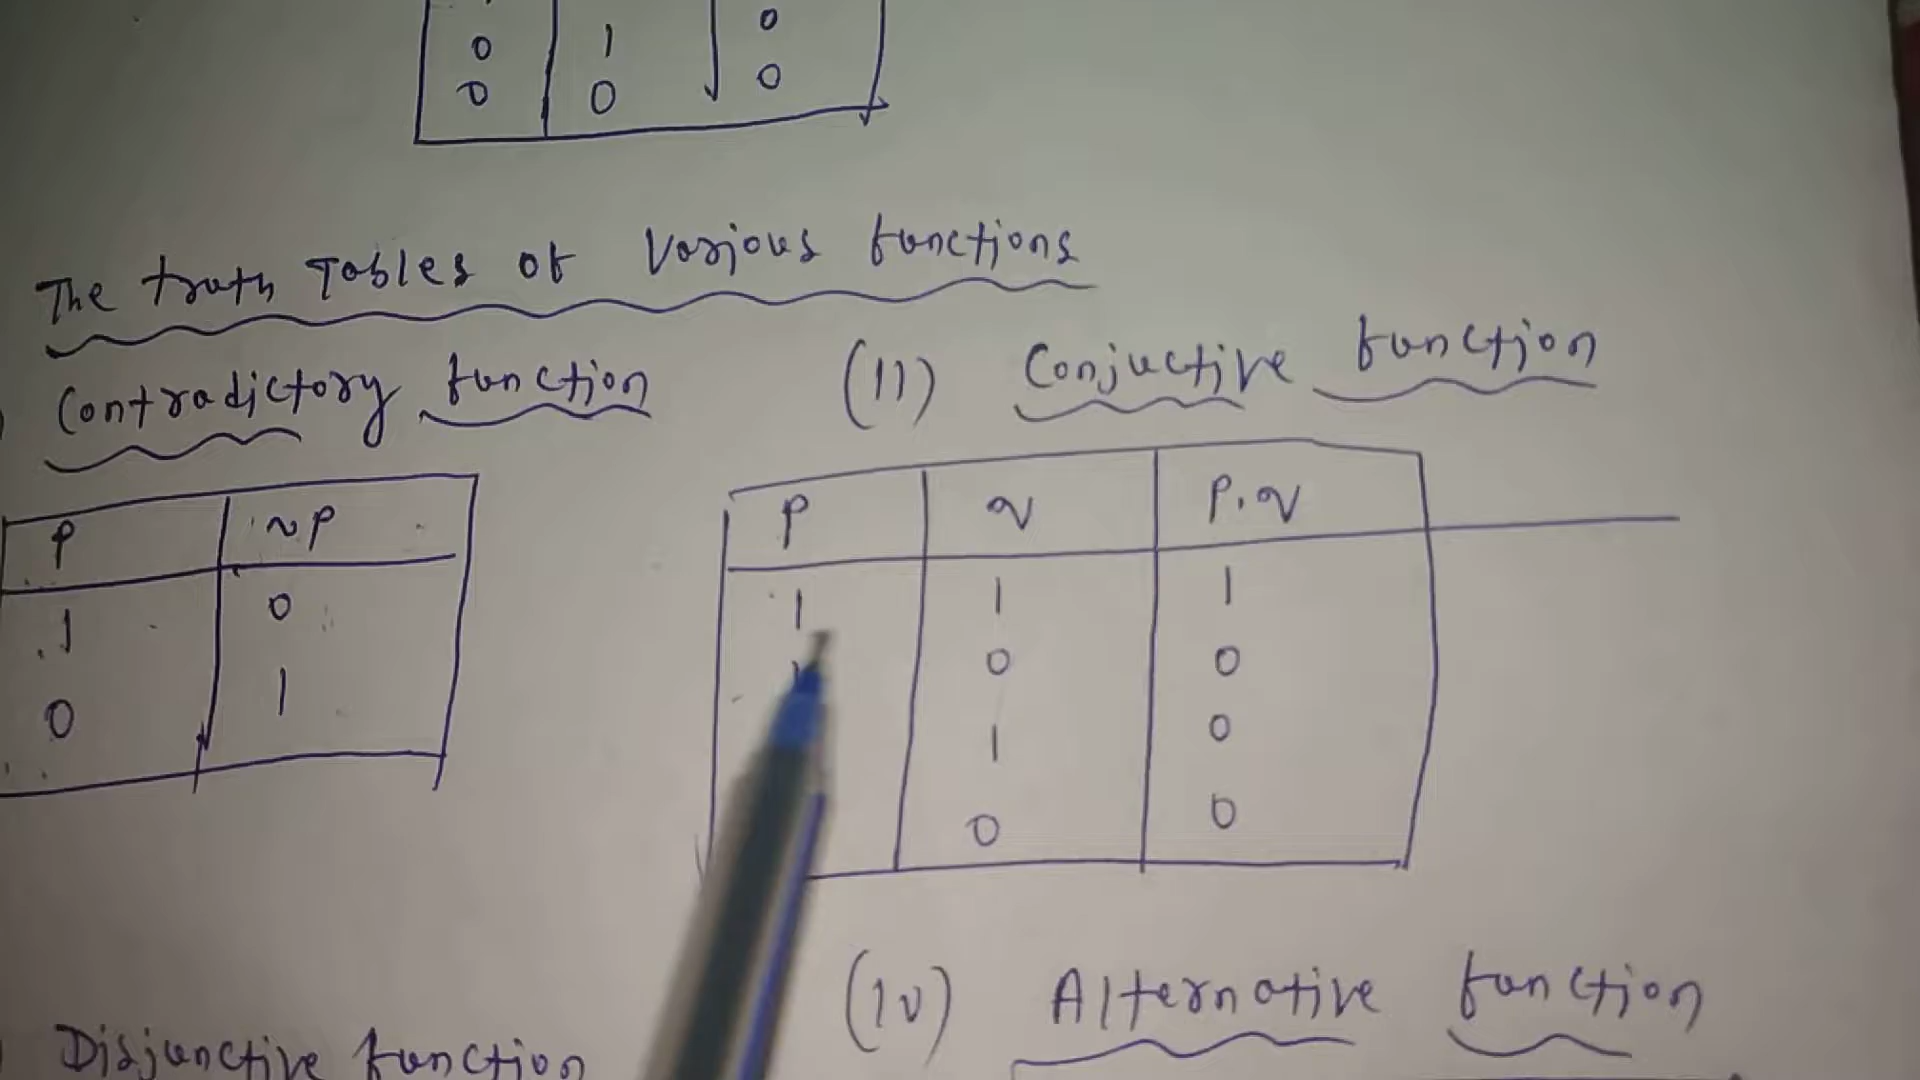 0 1 0
0 0 0
The truth Tables of Various functions
Contradictory function
P ~P
1 0
0 1
(II) Conjuctive function
P q P.q
1 1 1
0 0
1 0
0 0
Disjunctive function
(IV) Alternative function